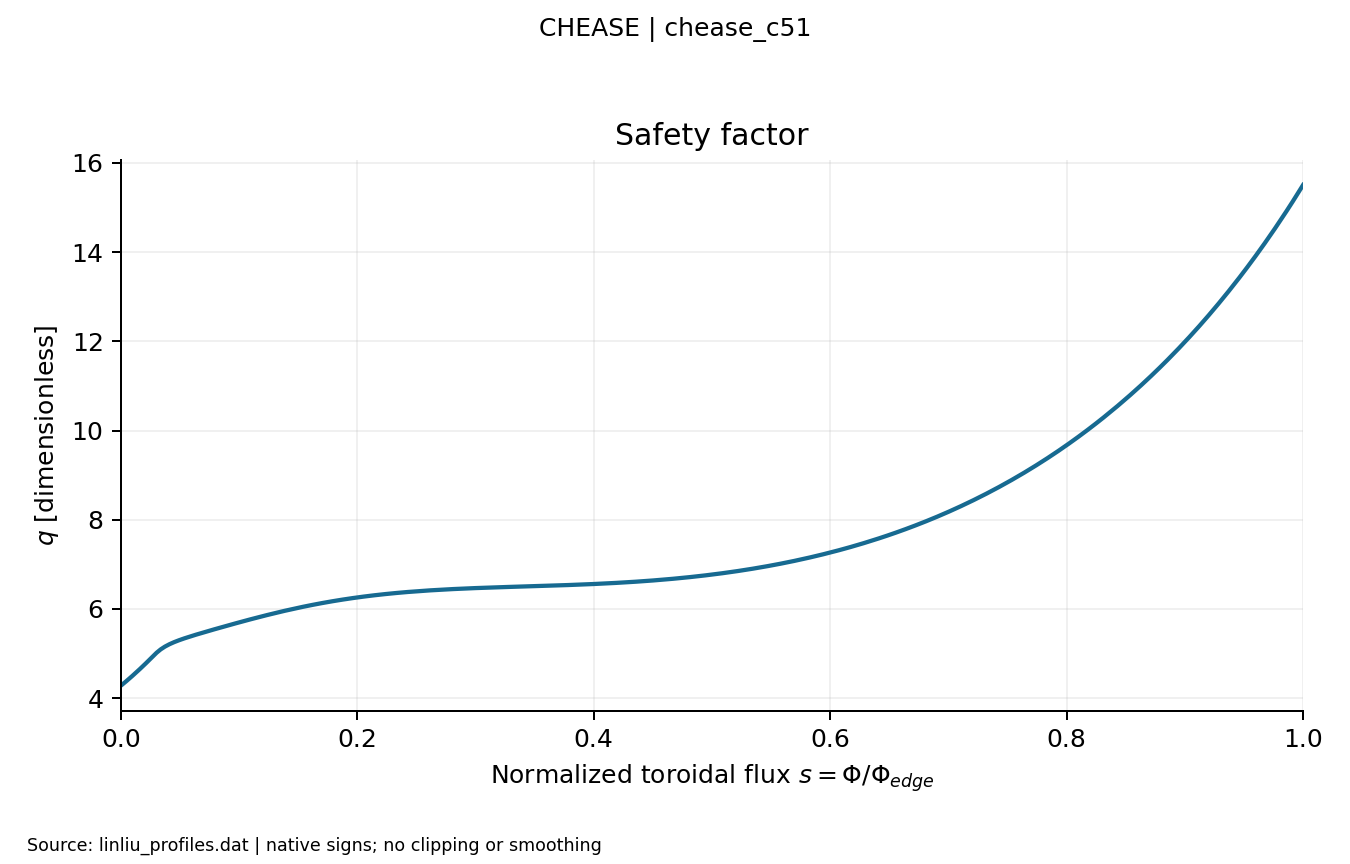 CHEASE | chease_c51
Safety factor
q [dimensionless]
16
14
12
10
8
6
4
0.0 0.2 0.4 0.6 0.8 1.0
Normalized toroidal flux s = Φ/Φedge
Source: linliu_profiles.dat | native signs; no clipping or smoothing